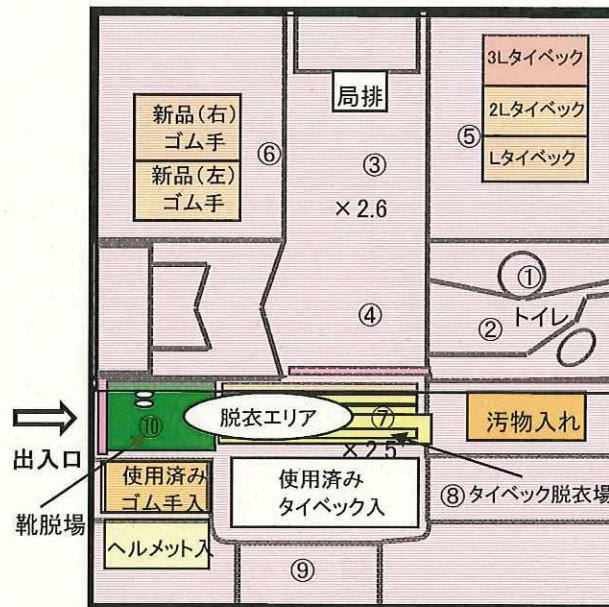 3Lタイベック
2Lタイベック
Lタイベック
⑤
局排
新品(右)
ゴム手
新品(左)
ゴム手
⑥
③
×2.6
①
トイレ
②
④
脱衣エリア
⑦
⑩
×2.5
汚物入れ
出入口
靴脱場
使用済み
ゴム手入
使用済み
タイベック入
⑧タイベック脱衣場
ヘルメット入
⑨